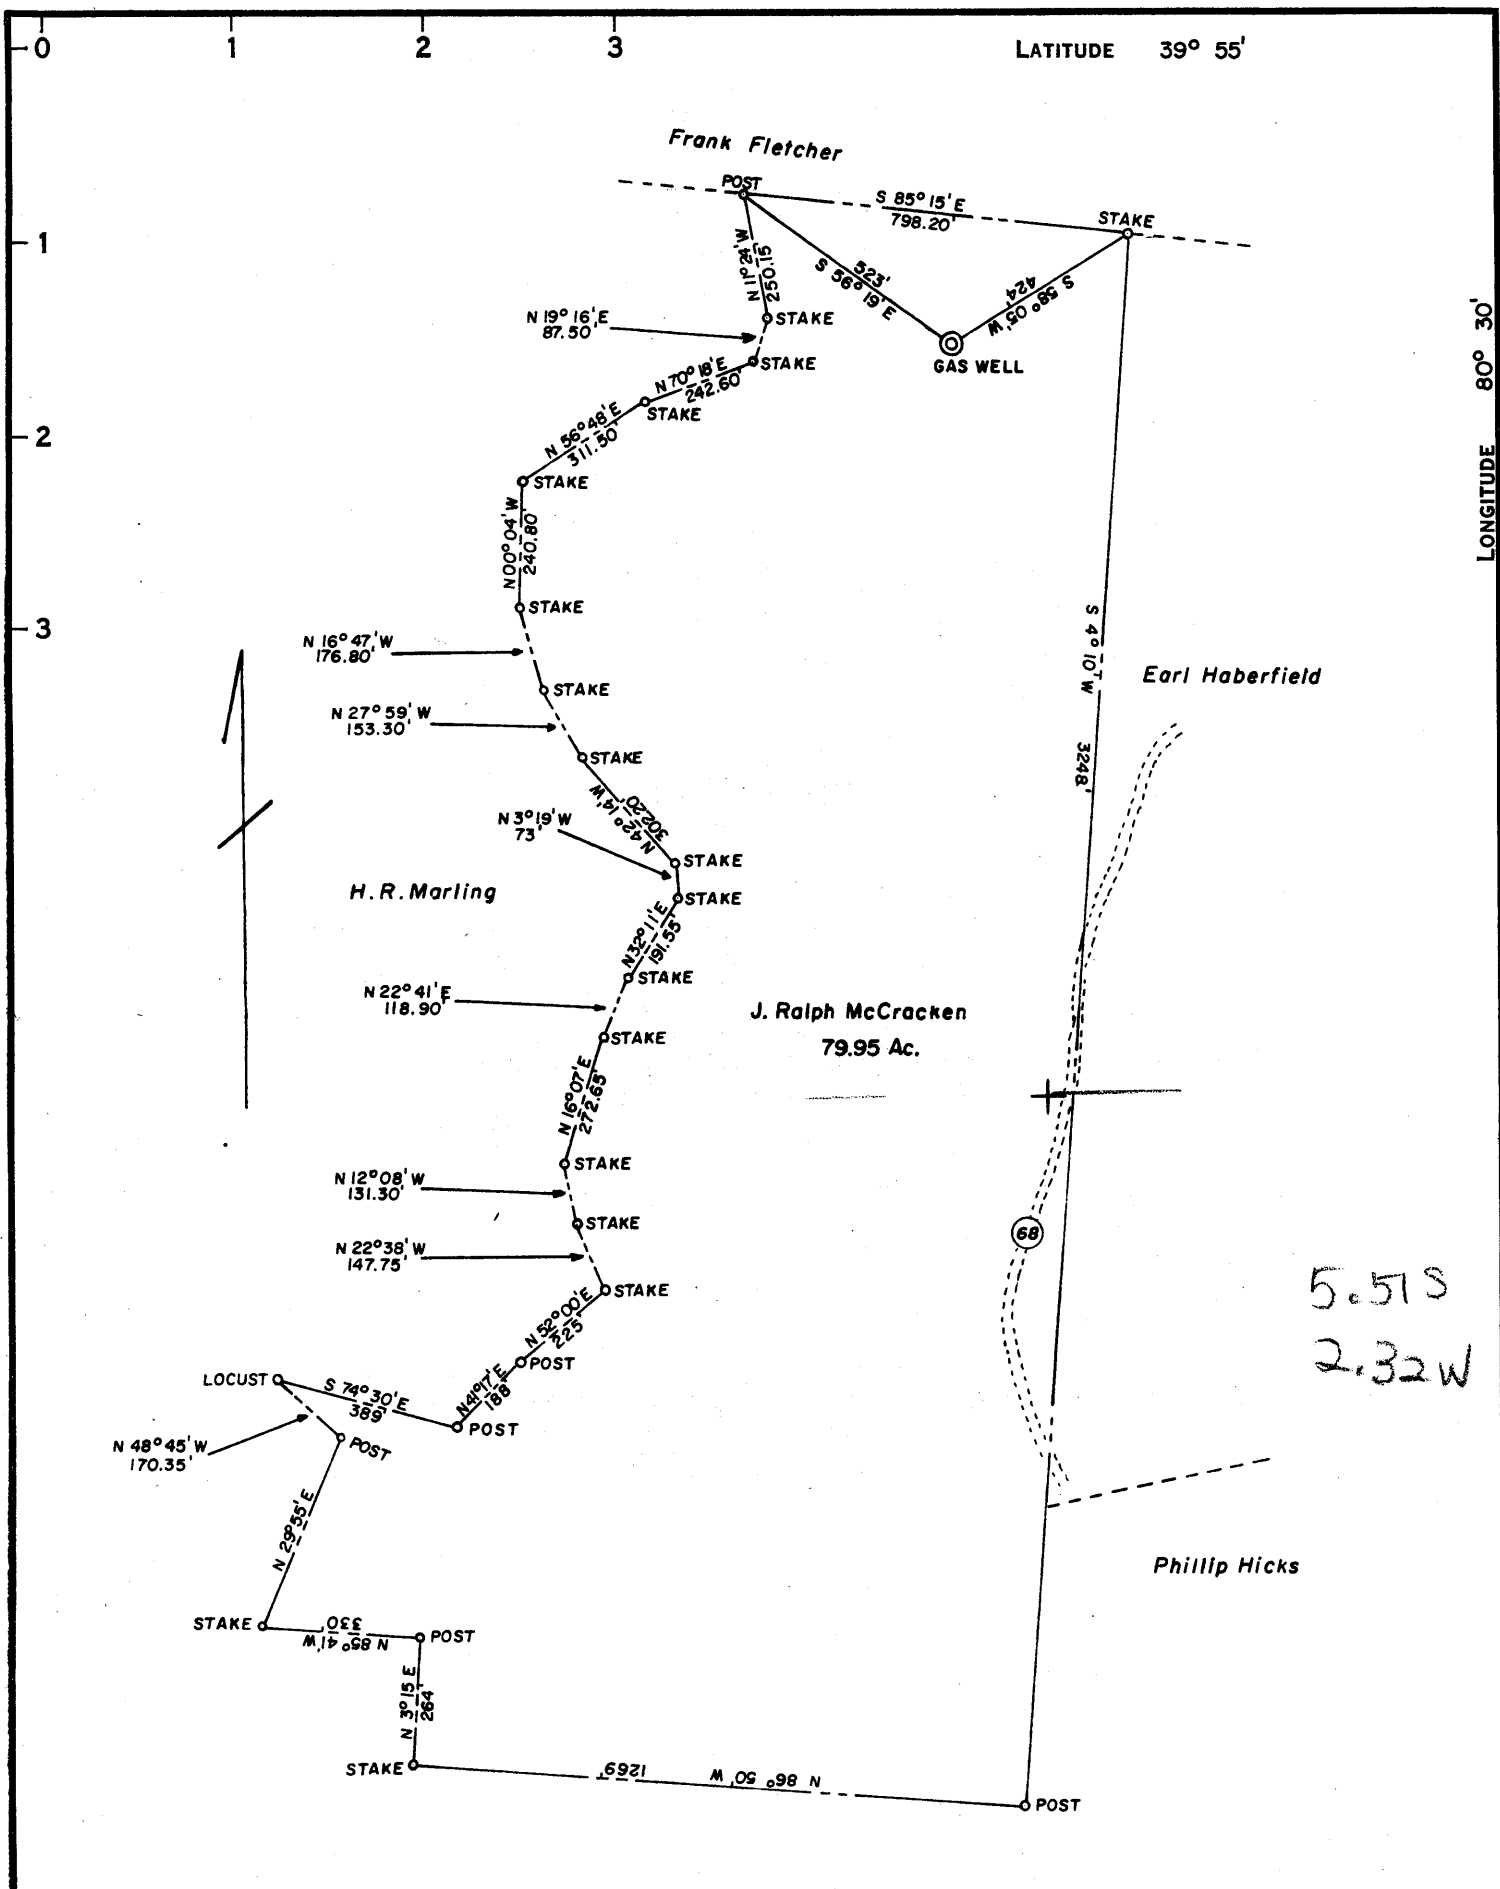 0 1 2 3 LATITUDE 39° 55'
Frank Fletcher
POST
S 85° 15' E
798.20'
STAKE
1
N 11° 24' W
250.15'
523'
S 56° 19' E
S 58° 05' W
424'
GAS WELL
N 19° 16' E
87.50'
STAKE
STAKE
LONGITUDE 80° 30'
N 70° 18' E
242.60'
STAKE
2
N 56° 48' E
311.50'
STAKE
N 00° 04' W
240.80'
STAKE
3
N 16° 47' W
176.80'
STAKE
S 4° 10' W
3248.'
Earl Haberfield
N 27° 59' W
153.30'
STAKE
N 42° 14' W
302.20'
N 3° 19' W
73'
STAKE
STAKE
H.R. Marling
N 32° 11' E
191.55'
STAKE
N 22° 41' E
118.90'
STAKE
J. Ralph McCracken
79.95 Ac.
N 16° 07' E
272.65'
STAKE
N 12° 08' W
131.30'
STAKE
68
N 22° 38' W
147.75'
STAKE
5.51 S
2.32 W
N 52° 00' E
225'
POST
N 41° 17' E
188'
LOCUST
S 74° 30' E
389'
POST
N 48° 45' W
170.35'
POST
N 29° 55' E
Phillip Hicks
STAKE
N 85° 41' W
330'
POST
N 3° 15' E
264'
STAKE
N 86° 50' W 1269'
POST